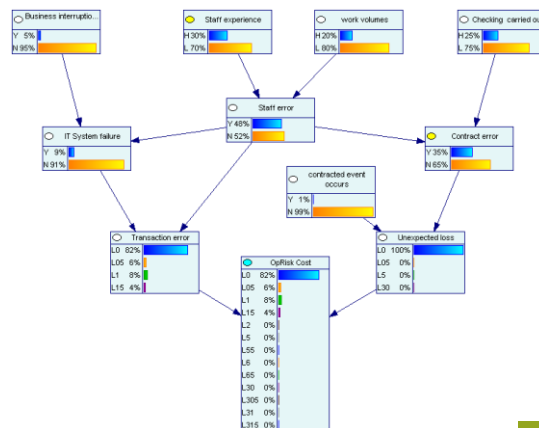 Business interruptio...
Y 5%
N 95%
Staff experience
H 30%
L 70%
work volumes
H 20%
L 80%
Checking carried ou
H 25%
L 75%
Staff error
Y 48%
N 52%
IT System failure
Y 9%
N 91%
Contract error
Y 35%
N 65%
contracted event
occurs
Y 1%
N 99%
Transaction error
L0 82%
L05 6%
L1 8%
L15 4%
OpRisk Cost
L0 82%
L05 6%
L1 8%
L15 4%
L2 0%
L5 0%
L55 0%
L6 0%
L65 0%
L30 0%
L305 0%
L31 0%
L315 0%
Unexpected loss
L0 100%
L05 0%
L5 0%
L30 0%